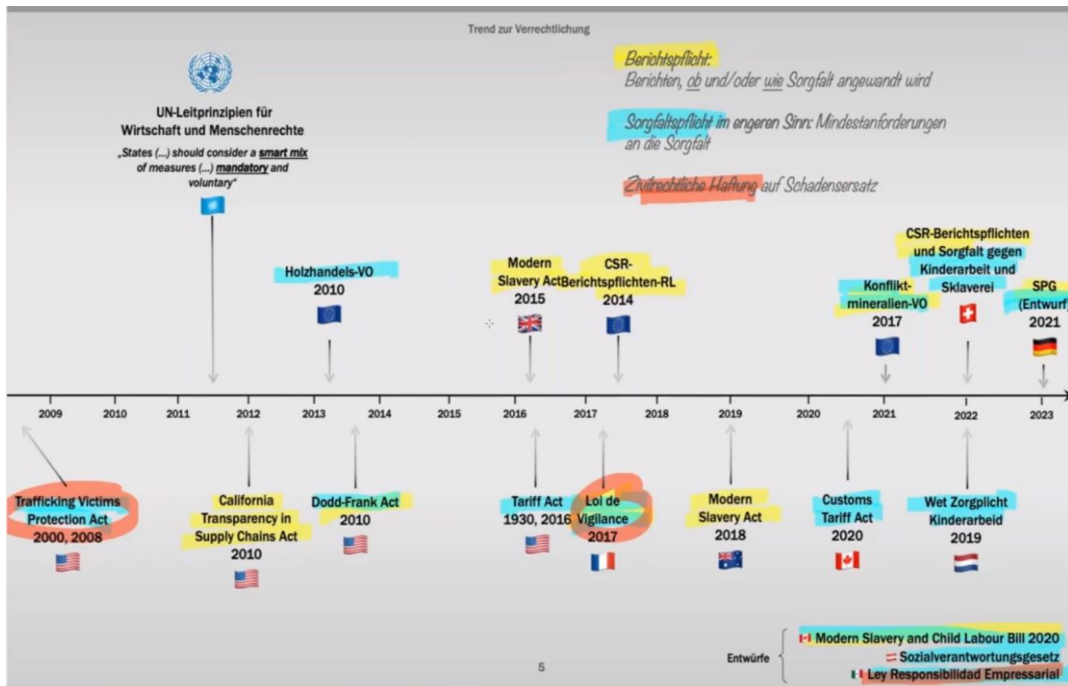 Trend zur Verrechtlichung
UN-Leitprinzipien für
Wirtschaft und Menschenrechte
„States (...) should consider a smart mix
of measures (...) mandatory and
voluntary“
Berichtspflicht:
Berichten, ob und/oder wie Sorgfalt angewandt wird
Sorgfaltspflicht im engeren Sinn: Mindestanforderungen
an die Sorgfalt
Zivilrechtliche Haftung auf Schadensersatz
Holzhandels-VO
2010
Modern
Slavery Act
2015
CSR-
Berichtspflichten-RL
2014
Konflikt-
mineralien-VO
2017
CSR-Berichtspflichten
und Sorgfalt gegen
Kinderarbeit und
Sklaverei
SPG
(Entwurf)
2021
2009 2010 2011 2012 2013 2014 2015 2016 2017 2018 2019 2020 2021 2022 2023
Trafficking Victims
Protection Act
2000, 2008
California
Transparency in
Supply Chains Act
2010
Dodd-Frank Act
2010
Tariff Act
1930, 2016
Loi de
Vigilance
2017
Modern
Slavery Act
2018
Customs
Tariff Act
2020
Wet Zorgplicht
Kinderarbeid
2019
Entwürfe
Modern Slavery and Child Labour Bill 2020
Sozialverantwortungsgesetz
Ley Responsibilidad Empresarial
5